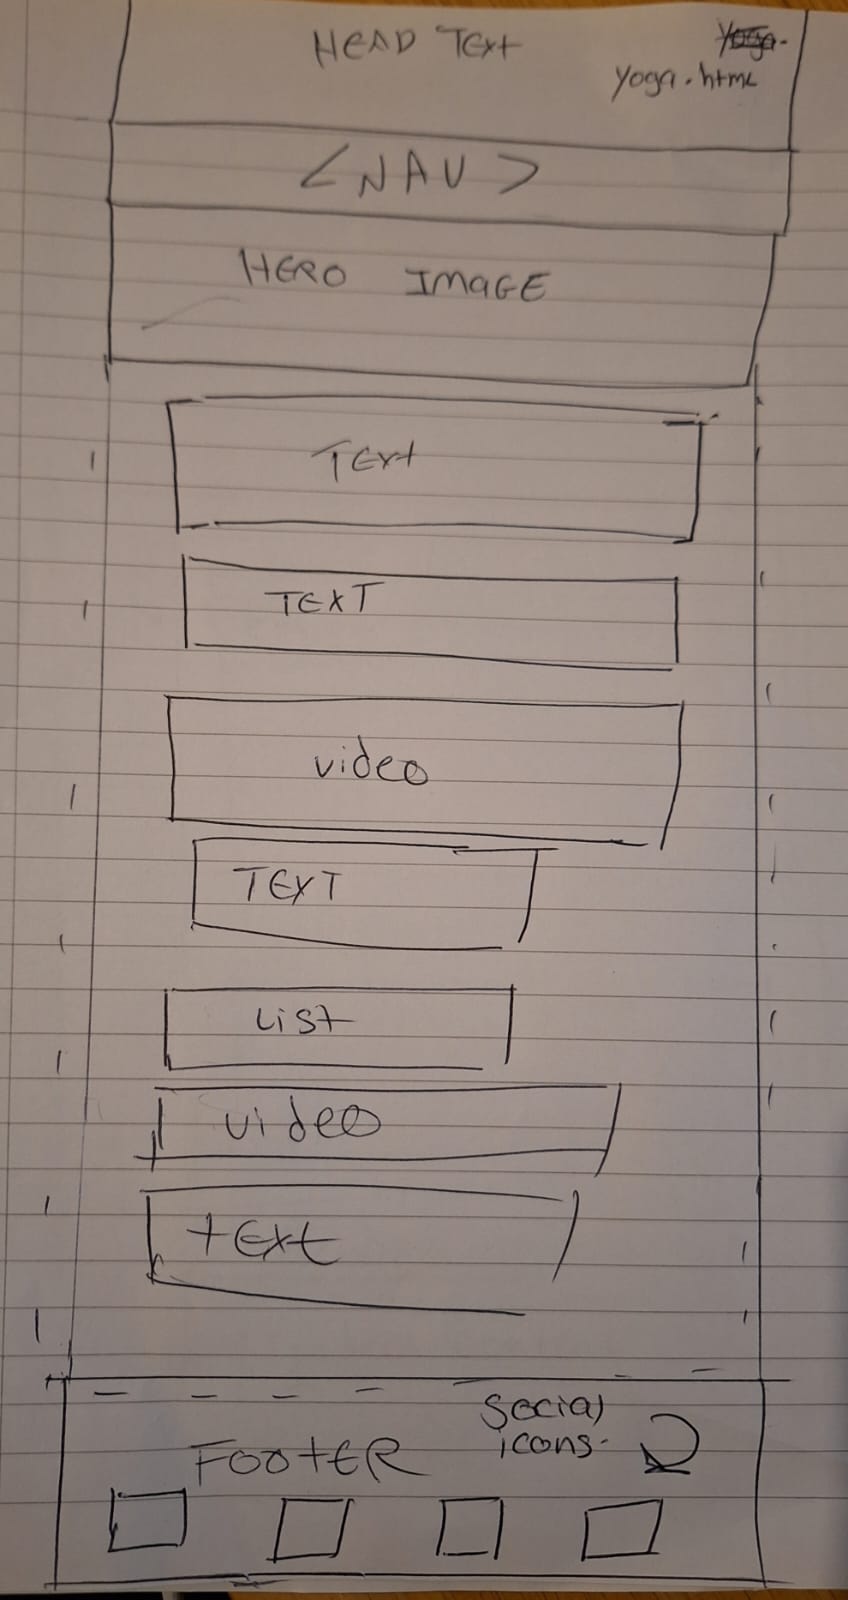 HEAD Text
Yoga.
yoga.html
<NAV>
HERO IMAGE
Text
TEXT
video
TEXT
List
video
text
Social
icons.
FOOtER